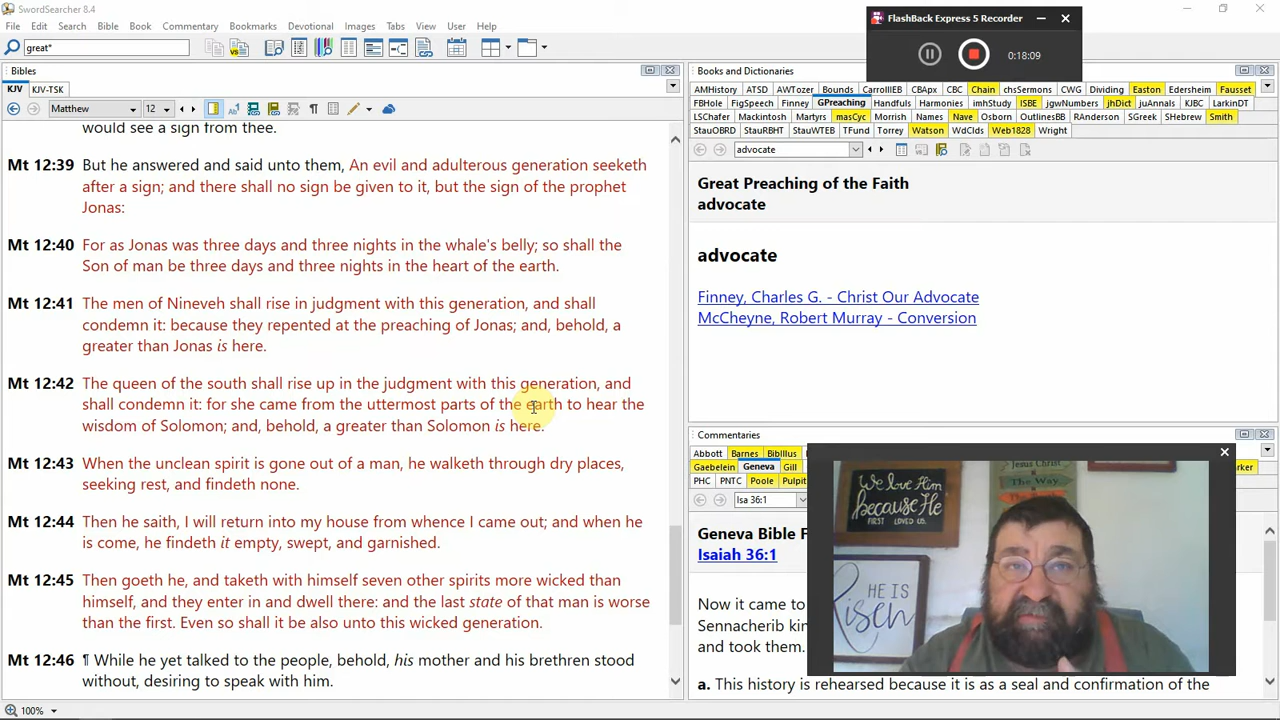 SwordSearcher 8.4
File Edit Search Bible Book Commentary Bookmarks Devotional Images Tabs View User Help
great*
Bibles
KJV KJV-TSK
Matthew 12
would see a sign from thee.
Mt 12:39 But he answered and said unto them, An evil and adulterous generation seeketh
after a sign; and there shall no sign be given to it, but the sign of the prophet
Jonas:
Mt 12:40 For as Jonas was three days and three nights in the whale's belly; so shall the
Son of man be three days and three nights in the heart of the earth.
Mt 12:41 The men of Nineveh shall rise in judgment with this generation, and shall
condemn it: because they repented at the preaching of Jonas; and, behold, a
greater than Jonas is here.
Mt 12:42 The queen of the south shall rise up in the judgment with this generation, and
shall condemn it: for she came from the uttermost parts of the earth to hear the
wisdom of Solomon; and, behold, a greater than Solomon is here.
Mt 12:43 When the unclean spirit is gone out of a man, he walketh through dry places,
seeking rest, and findeth none.
Mt 12:44 Then he saith, I will return into my house from whence I came out; and when he
is come, he findeth it empty, swept, and garnished.
Mt 12:45 Then goeth he, and taketh with himself seven other spirits more wicked than
himself, and they enter in and dwell there: and the last state of that man is worse
than the first. Even so shall it be also unto this wicked generation.
Mt 12:46 ¶ While he yet talked to the people, behold, his mother and his brethren stood
without, desiring to speak with him.
100%
FlashBack Express 5 Recorder
0:18:09
Books and Dictionaries
AMHistory ATSD AWTozer Bounds CarrollEB CBApx CBC Chain chsSermons CWG Dividing Easton Edersheim Fausset
FBHole FigSpeech Finney GPreaching Handfuls Harmonies imhStudy ISBE jgwNumbers jhDict juAnnals KJBC LarkinDT
LSChafer Mackintosh Martyrs masCyc Morrish Names Nave Osborn OutlinesBB RANDERSON SGreek SHebrew Smith
StauOBRD StauRBHT StauWTEB TFund Torrey Watson WdClds Web1828 Wright
advocate
Great Preaching of the Faith
advocate
advocate
Finney, Charles G. - Christ Our Advocate
McCheyne, Robert Murray - Conversion
Commentaries
Abbott Barnes BibIllus
Gaebelein Geneva Gill
PHC PNTC Poole Pulpit
Isa 36:1
Geneva Bible F
Isaiah 36:1
Now it came to
Sennacherib kin
and took them.
a. This history is rehearsed because it is as a seal and confirmation of the
We love Him
because He
FIRST LOVED US.
Jesus Christ
The Way
HE IS
Risen